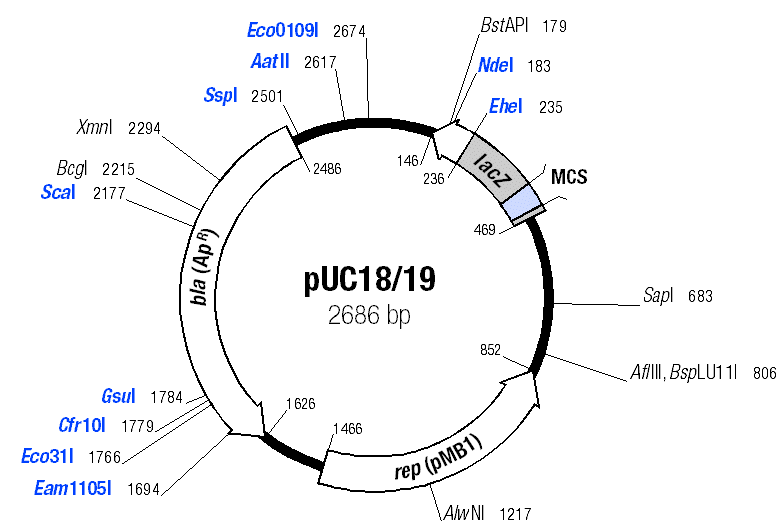 Eco0109I 2674
AatII 2617
SspI 2501
XmnI 2294
BcgI 2215
ScaI 2177
BstAPI 179
NdeI 183
EheI 235
MCS
lacZ
146
236
469
2486
bla (ApR)
pUC18/19
2686 bp
SapI 683
852
AflIII, BspLU11I 806
GsuI 1784
Cfr10I 1779
Eco31I 1766
Eam1105I 1694
1626
1466
rep (pMB1)
AlwNI 1217